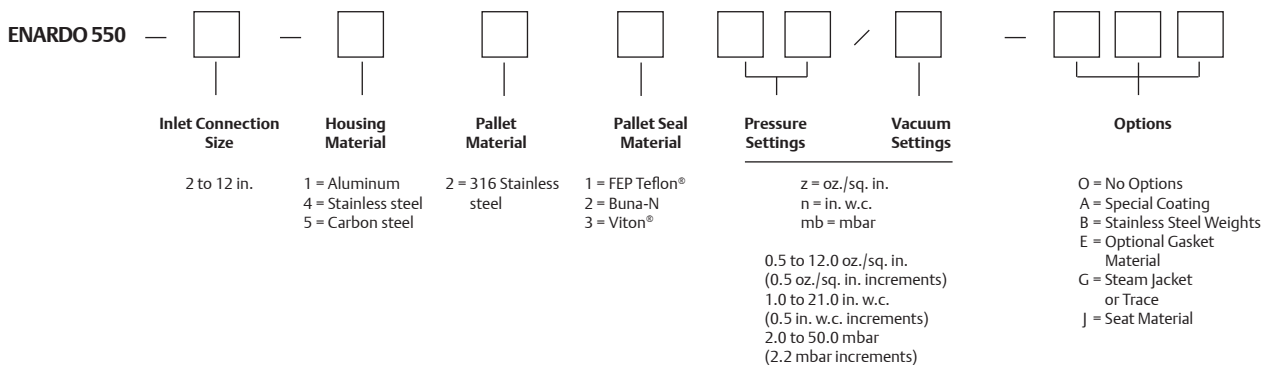 ENARDO 550 — — / —
Inlet Connection
Size
2 to 12 in.
Housing
Material
1 = Aluminum
4 = Stainless steel
5 = Carbon steel
Pallet
Material
2 = 316 Stainless
steel
Pallet Seal
Material
1 = FEP Teflon®
2 = Buna-N
3 = Viton®
Pressure
Settings
Vacuum
Settings
z = oz./sq. in.
n = in. w.c.
mb = mbar
0.5 to 12.0 oz./sq. in.
(0.5 oz./sq. in. increments)
1.0 to 21.0 in. w.c.
(0.5 in. w.c. increments)
2.0 to 50.0 mbar
(2.2 mbar increments)
Options
O = No Options
A = Special Coating
B = Stainless Steel Weights
E = Optional Gasket
Material
G = Steam Jacket
or Trace
J = Seat Material